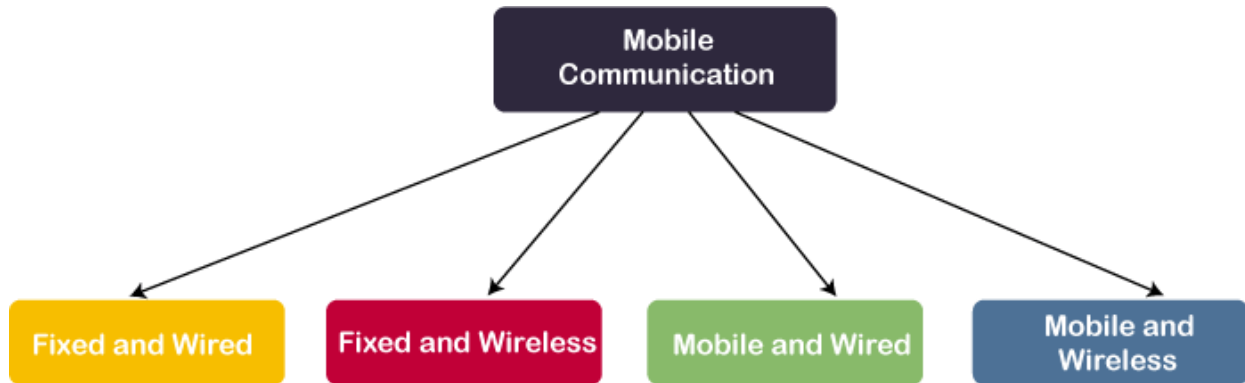 Mobile
Communication
Fixed and Wired
Fixed and Wireless
Mobile and Wired
Mobile and
Wireless